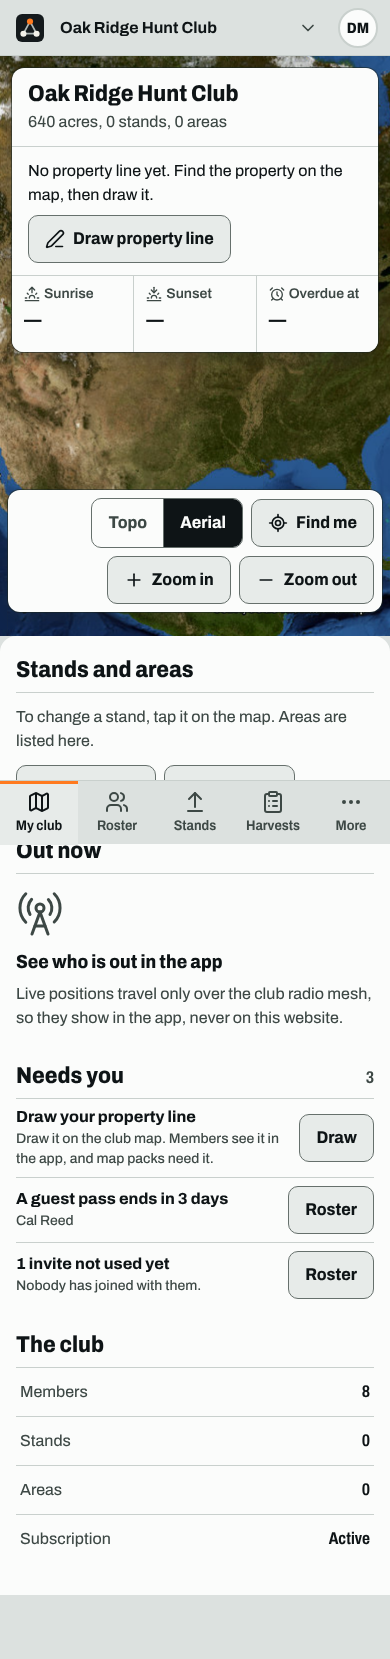 Oak Ridge Hunt Club
DM
Oak Ridge Hunt Club
640 acres, 0 stands, 0 areas
No property line yet. Find the property on the
map, then draw it.
Draw property line
Sunrise
Sunset
Overdue at
—
—
—
Topo
Aerial
Find me
Zoom in
Zoom out
Stands and areas
To change a stand, tap it on the map. Areas are
listed here.
My club
Roster
Stands
Harvests
More
Out now
See who is out in the app
Live positions travel only over the club radio mesh,
so they show in the app, never on this website.
Needs you
3
Draw your property line
Draw it on the club map. Members see it in
the app, and map packs need it.
Draw
A guest pass ends in 3 days
Cal Reed
Roster
1 invite not used yet
Nobody has joined with them.
Roster
The club
Members
8
Stands
0
Areas
0
Subscription
Active